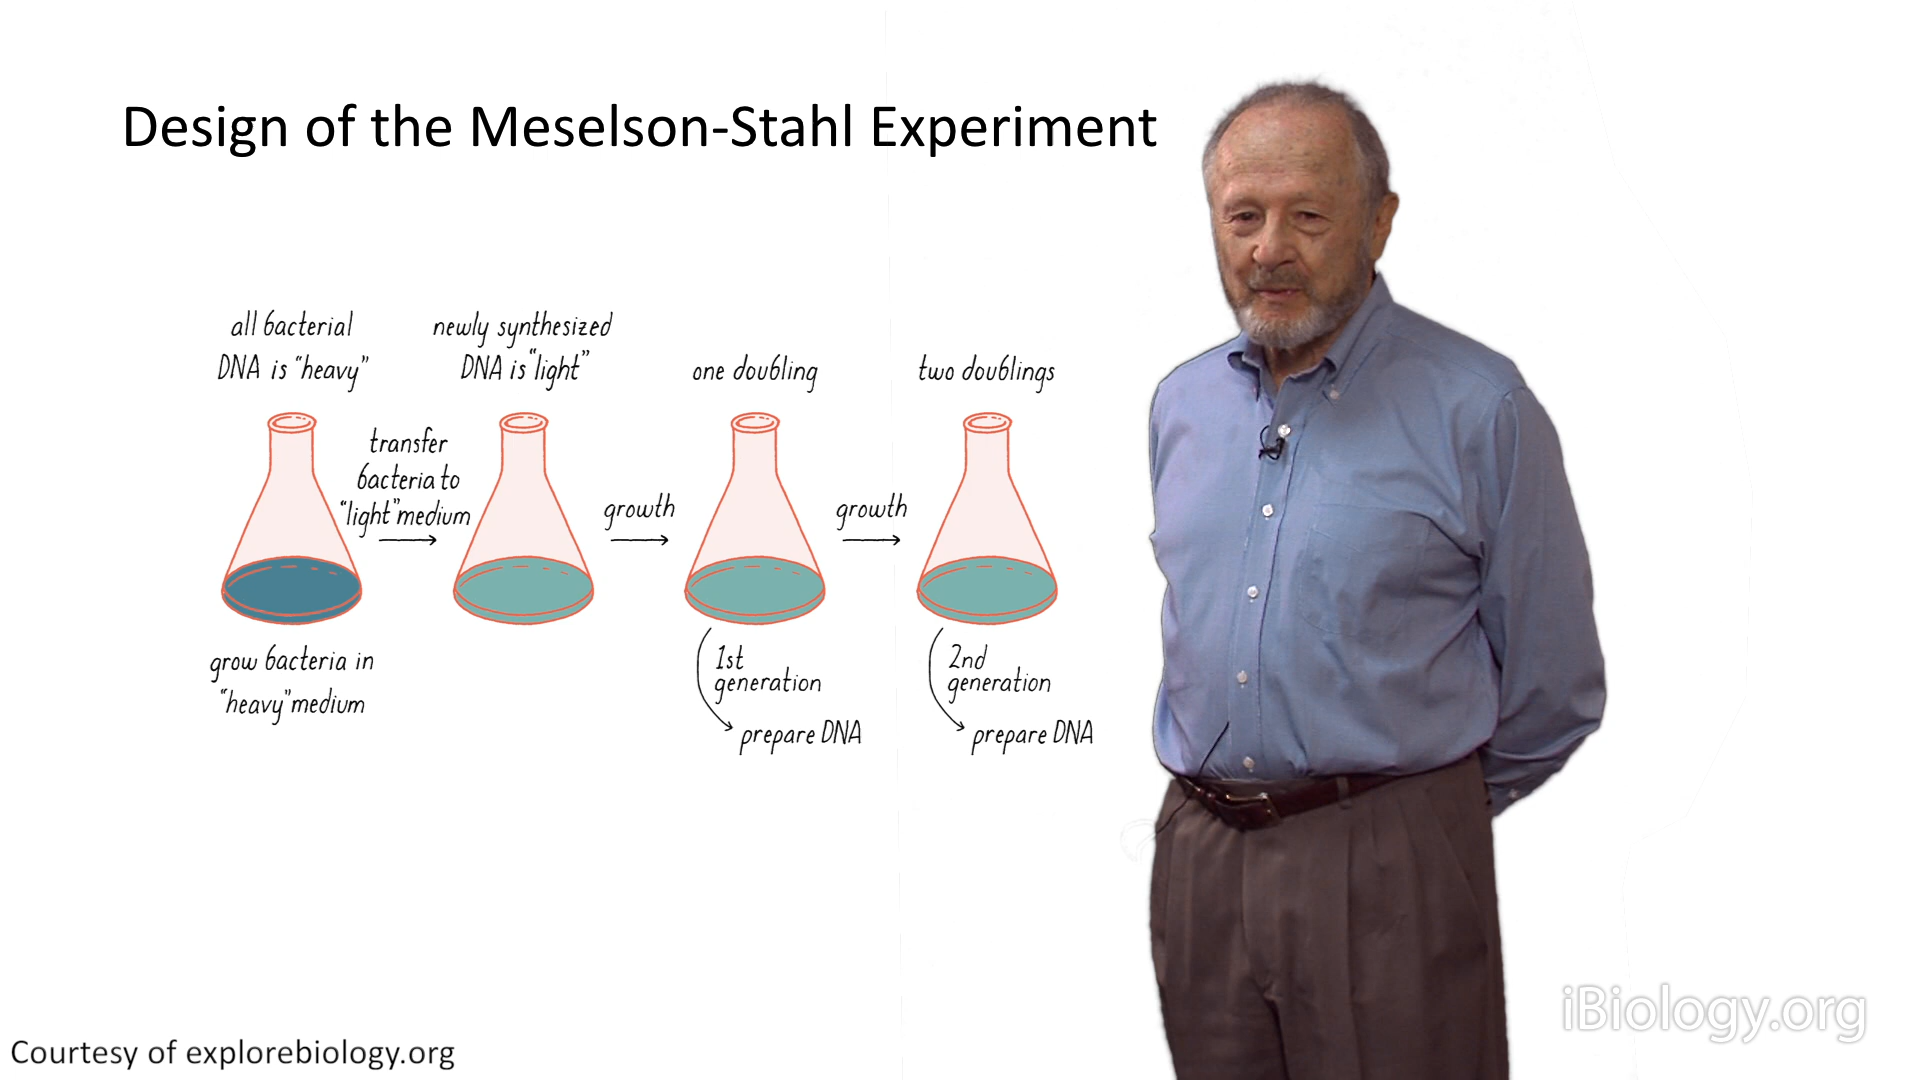 Design of the Meselson-Stahl Experiment
all bacterial
DNA is "heavy"
transfer
bacteria to
"light" medium
grow bacteria in
"heavy" medium
newly synthesized
DNA is "light"
growth
one doubling
1st
generation
prepare DNA
growth
two doublings
2nd
generation
prepare DNA
iBiology.org
Courtesy of explorebiology.org